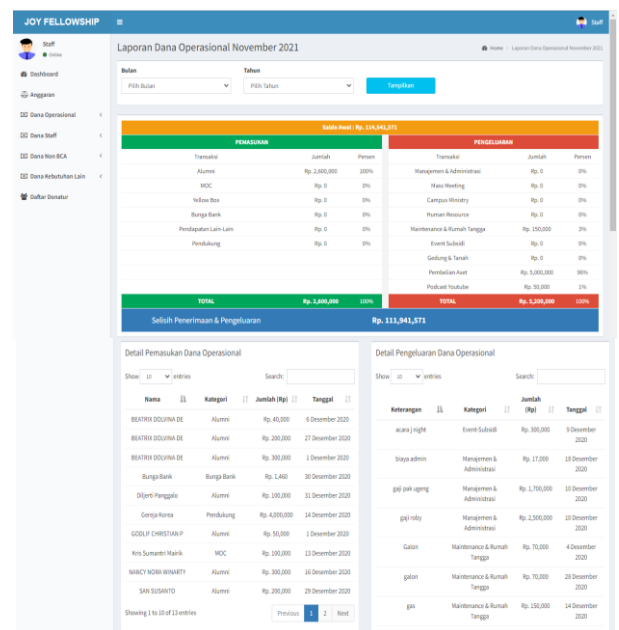 JOY FELLOWSHIP
Staff
Staff
Online
Dashboard
Anggaran
Dana Operasional
Dana Staff
Dana Non BCA
Dana Kebutuhan Lain
Daftar Donatur
Laporan Dana Operasional November 2021
Home > Laporan Dana Operasional November 2021
Bulan Tahun
Pilih Bulan Pilih Tahun Tampilkan
Saldo Awal : Rp. 114,541,571
PEMASUKAN
Transaksi Jumlah Persen
Alumni Rp. 2,600,000 100%
MOC Rp. 0 0%
Yellow Box Rp. 0 0%
Bunga Bank Rp. 0 0%
Pendapatan Lain-Lain Rp. 0 0%
Pendukung Rp. 0 0%
TOTAL Rp. 2,600,000 100%
PENGELUARAN
Transaksi Jumlah Persen
Manajemen & Administrasi Rp. 0 0%
Mass Meeting Rp. 0 0%
Campus Ministry Rp. 0 0%
Human Resource Rp. 0 0%
Maintenance & Rumah Tangga Rp. 150,000 3%
Event Subsidi Rp. 0 0%
Gedung & Tanah Rp. 0 0%
Pembelian Aset Rp. 5,000,000 96%
Podcast Youtube Rp. 50,000 1%
TOTAL Rp. 5,200,000 100%
Selisih Penerimaan & Pengeluaran Rp. 111,941,571
Detail Pemasukan Dana Operasional
Show 10 entries Search:
Nama Kategori Jumlah (Rp) Tanggal
BEATRIX DOLVINA DE Alumni Rp. 40,000 6 Desember 2020
BEATRIX DOLVINA DE Alumni Rp. 200,000 27 Desember 2020
BEATRIX DOLVINA DE Alumni Rp. 300,000 1 Desember 2020
Bunga Bank Bunga Bank Rp. 1,460 30 Desember 2020
Diljerti Panggalo Alumni Rp. 100,000 31 Desember 2020
Gereja Korea Pendukung Rp. 4,000,000 14 Desember 2020
GODLIF CHRISTIAN P Alumni Rp. 50,000 1 Desember 2020
Kris Sumantri Mairik MOC Rp. 100,000 13 Desember 2020
NANCY NORA WINARTY Alumni Rp. 300,000 16 Desember 2020
SAN SUSANTO Alumni Rp. 200,000 29 Desember 2020
Showing 1 to 10 of 13 entries Previous 1 2 Next
Detail Pengeluaran Dana Operasional
Show 10 entries Search:
Jumlah
Keterangan Kategori (Rp) Tanggal
acara j night Event Subsidi Rp. 300,000 9 Desember
2020
biaya admin Manajemen & Rp. 17,000 18 Desember
Administrasi 2020
gaji pak ugeng Manajemen & Rp. 1,700,000 10 Desember
Administrasi 2020
gaji roby Manajemen & Rp. 2,500,000 10 Desember
Administrasi 2020
Galon Maintenance & Rumah Rp. 70,000 4 Desember
Tangga 2020
galon Maintenance & Rumah Rp. 70,000 28 Desember
Tangga 2020
gas Maintenance & Rumah Rp. 150,000 14 Desember
Tangga 2020